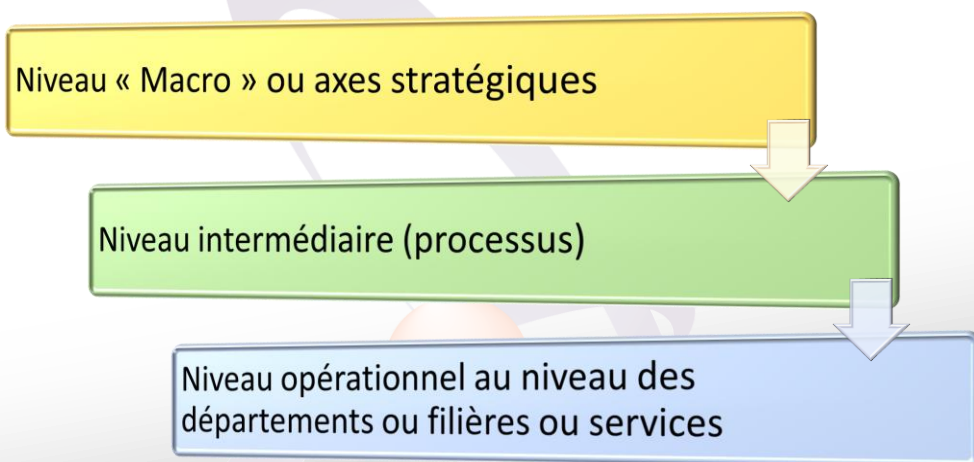 Niveau « Macro » ou axes stratégiques
Niveau intermédiaire (processus)
Niveau opérationnel au niveau des
départements ou filières ou services